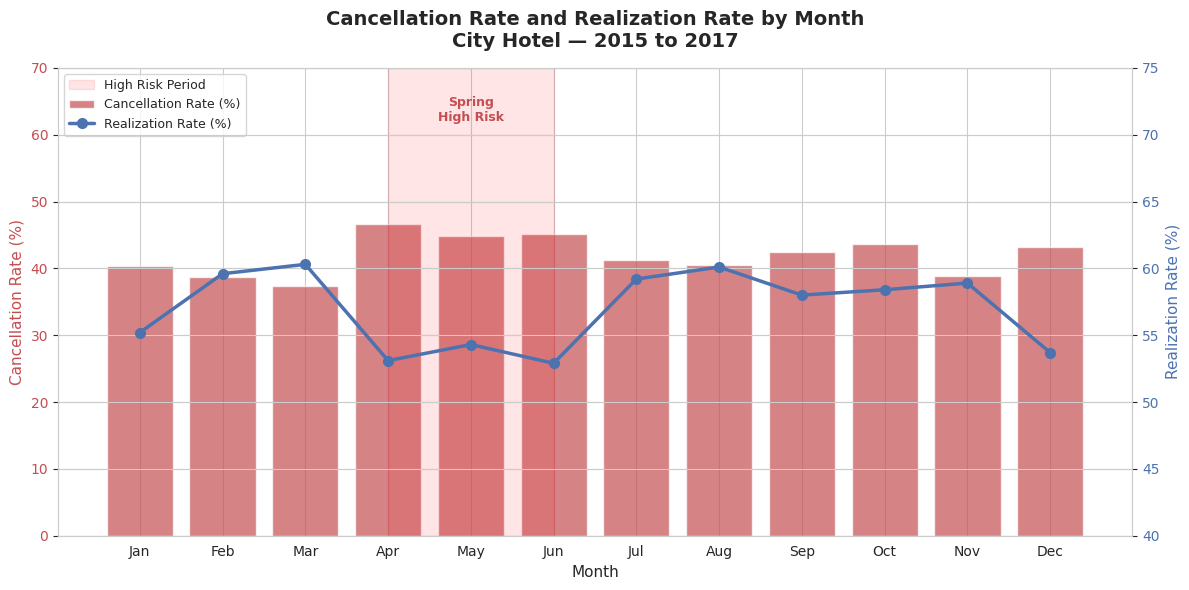 Cancellation Rate and Realization Rate by Month
City Hotel — 2015 to 2017
High Risk Period
Cancellation Rate (%)
Realization Rate (%)
Spring
High Risk
Cancellation Rate (%)
70
60
50
40
30
20
10
0
75
70
65
60
55
50
45
40
Realization Rate (%)
Jan Feb Mar Apr May Jun Jul Aug Sep Oct Nov Dec
Month